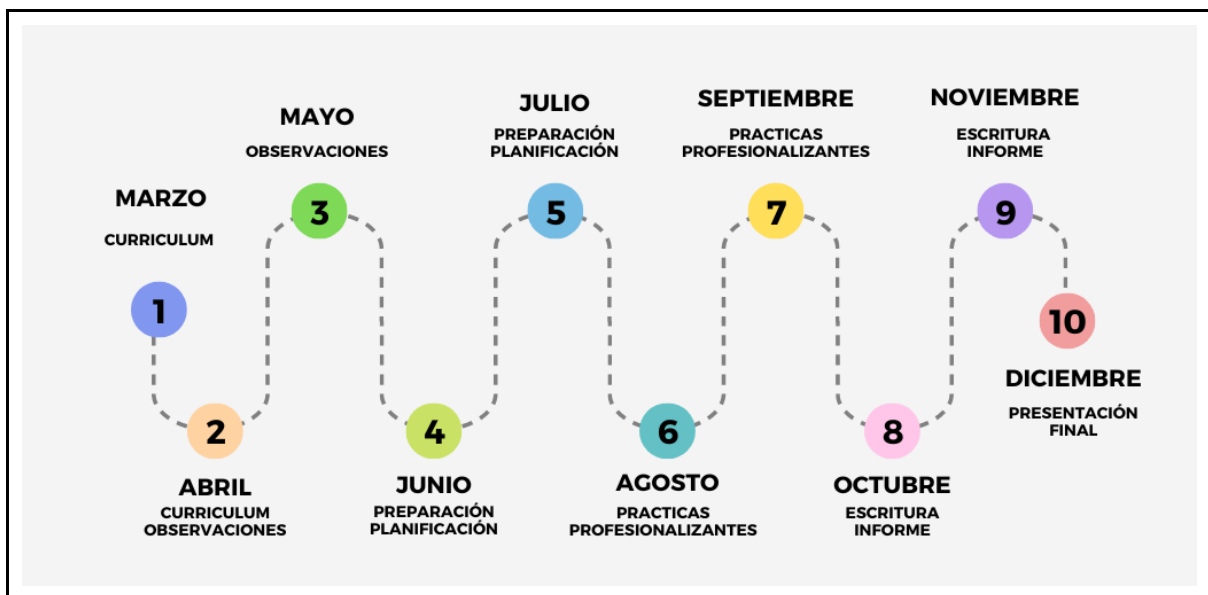 MARZO
CURRICULUM
1
2
ABRIL
CURRICULUM
OBSERVACIONES
MAYO
OBSERVACIONES
3
4
JUNIO
PREPARACIÓN
PLANIFICACIÓN
JULIO
PREPARACIÓN
PLANIFICACIÓN
5
6
AGOSTO
PRACTICAS
PROFESIONALIZANTES
SEPTIEMBRE
PRACTICAS
PROFESIONALIZANTES
7
8
OCTUBRE
ESCRITURA
INFORME
NOVIEMBRE
ESCRITURA
INFORME
9
10
DICIEMBRE
PRESENTACIÓN
FINAL